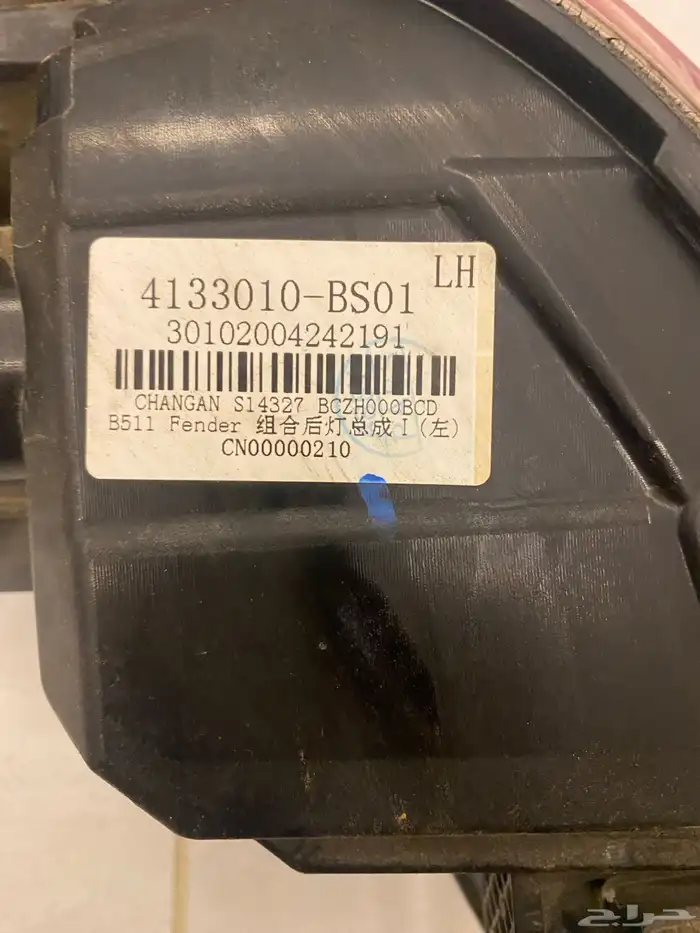 LH
4133010-BS01
30102004242191
CHANGAN S14327 BCZH000BCD
B511 Fender 组合后灯总成Ⅰ(左)
CN00000210
حراج